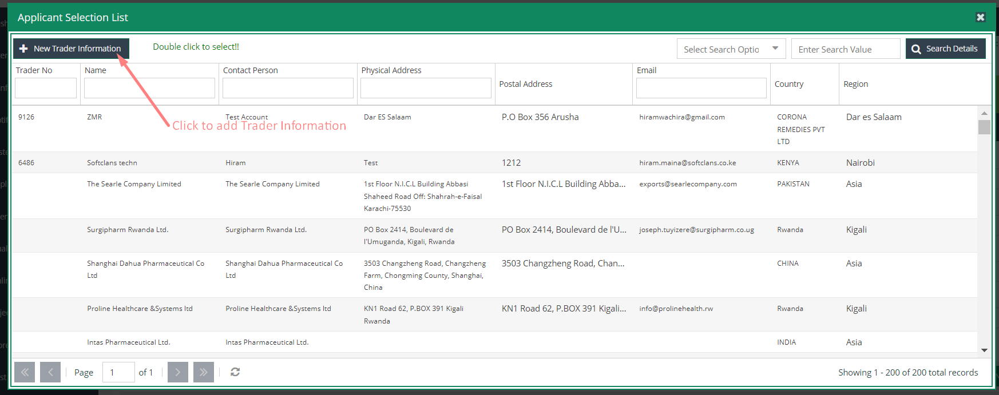 Applicant Selection List
New Trader Information
Double click to select!!
Select Search Optio
Enter Search Value
Search Details
Trader No
Name
Contact Person
Physical Address
Postal Address
Email
Country
Region
9126
ZMR
Test Account
Dar ES Salaam
P.O Box 356 Arusha
hiramwachira@gmail.com
CORONA
REMEDIES PVT
LTD
Dar es Salaam
Click to add Trader Information
6486
Softclans techn
Hiram
Test
1212
hiram.maina@softclans.co.ke
KENYA
Nairobi
The Searle Company Limited
The Searle Company Limited
1st Floor N.I.C.L Building Abbasi
Shaheed Road Off: Shahrah-e-Faisal
Karachi-75530
1st Floor N.I.C.L Building Abba...
exports@searlecompany.com
PAKISTAN
Asia
Surgipharm Rwanda Ltd.
Surgipharm Rwanda Ltd.
PO Box 2414, Boulevard de
l'Umuganda, Kigali, Rwanda
PO Box 2414, Boulevard de l'U...
joseph.tuyizere@surgipharm.co.ug
Rwanda
Kigali
Shanghai Dahua Pharmaceutical Co
Ltd
Shanghai Dahua Pharmaceutical Co
Ltd
3503 Changzheng Road, Changzheng
Farm, Chongming County, Shanghai,
China
3503 Changzheng Road, Chan...
CHINA
Asia
Proline Healthcare &Systems ltd
Proline Healthcare &Systems ltd
KN1 Road 62, P.BOX 391 Kigali
Rwanda
KN1 Road 62, P.BOX 391 Kigali...
info@prolinehealth.rw
Rwanda
Kigali
Intas Pharmaceutical Ltd.
Intas Pharmaceutical Ltd.
INDIA
Asia
Page 1 of 1
Showing 1 - 200 of 200 total records